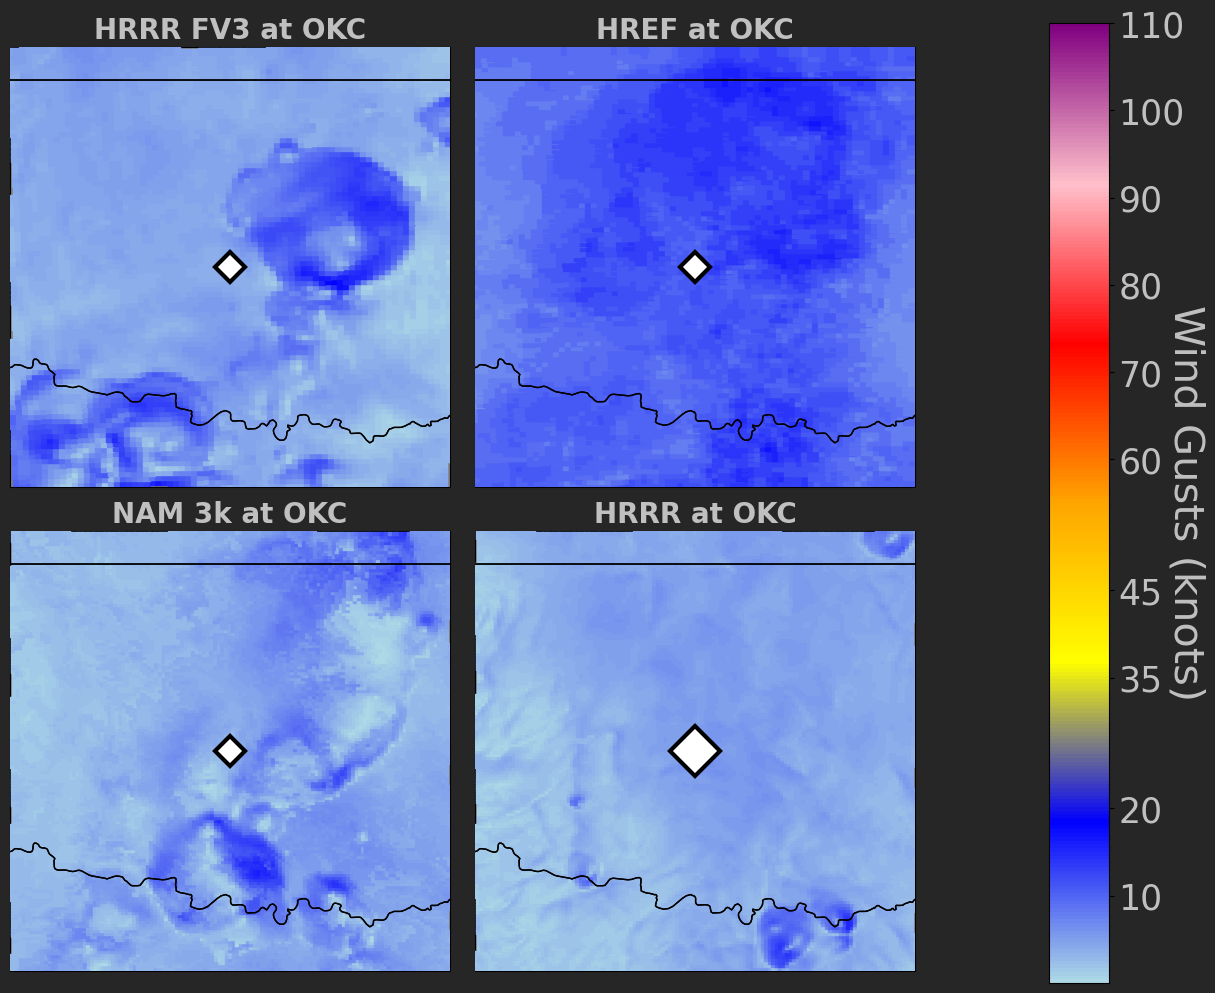 HRRR FV3 at OKC
HREF at OKC
NAM 3k at OKC
HRRR at OKC
110
100
90
80
70
60
45
35
20
10
Wind Gusts (knots)